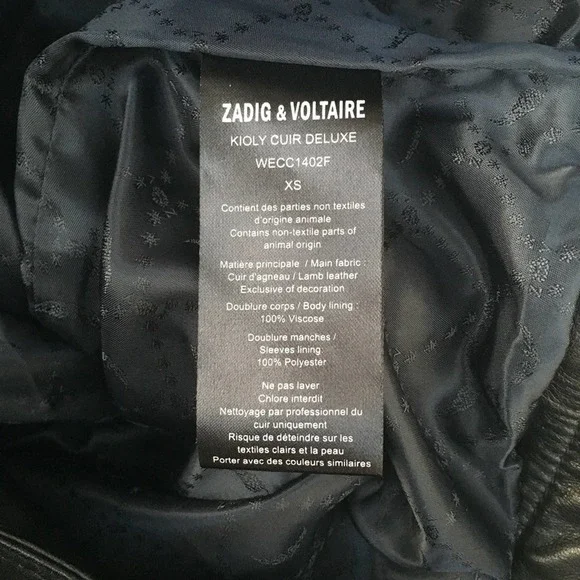 ZADIG & VOLTAIRE
KIOLY CUIR DELUXE
WECC1402F
XS
Contient des parties non textiles
d'origine animale
Contains non-textile parts of
animal origin
Matière principale / Main fabric :
Cuir d'agneau / Lamb leather
Exclusive of decoration
Doublure corps / Body lining :
100% Viscose
Doublure manches /
Sleeves lining:
100% Polyester
Ne pas laver
Chlore interdit
Nettoyage par professionnel du
cuir uniquement
Risque de déteindre sur les
textiles clairs et la peau
Porter avec des couleurs similaires